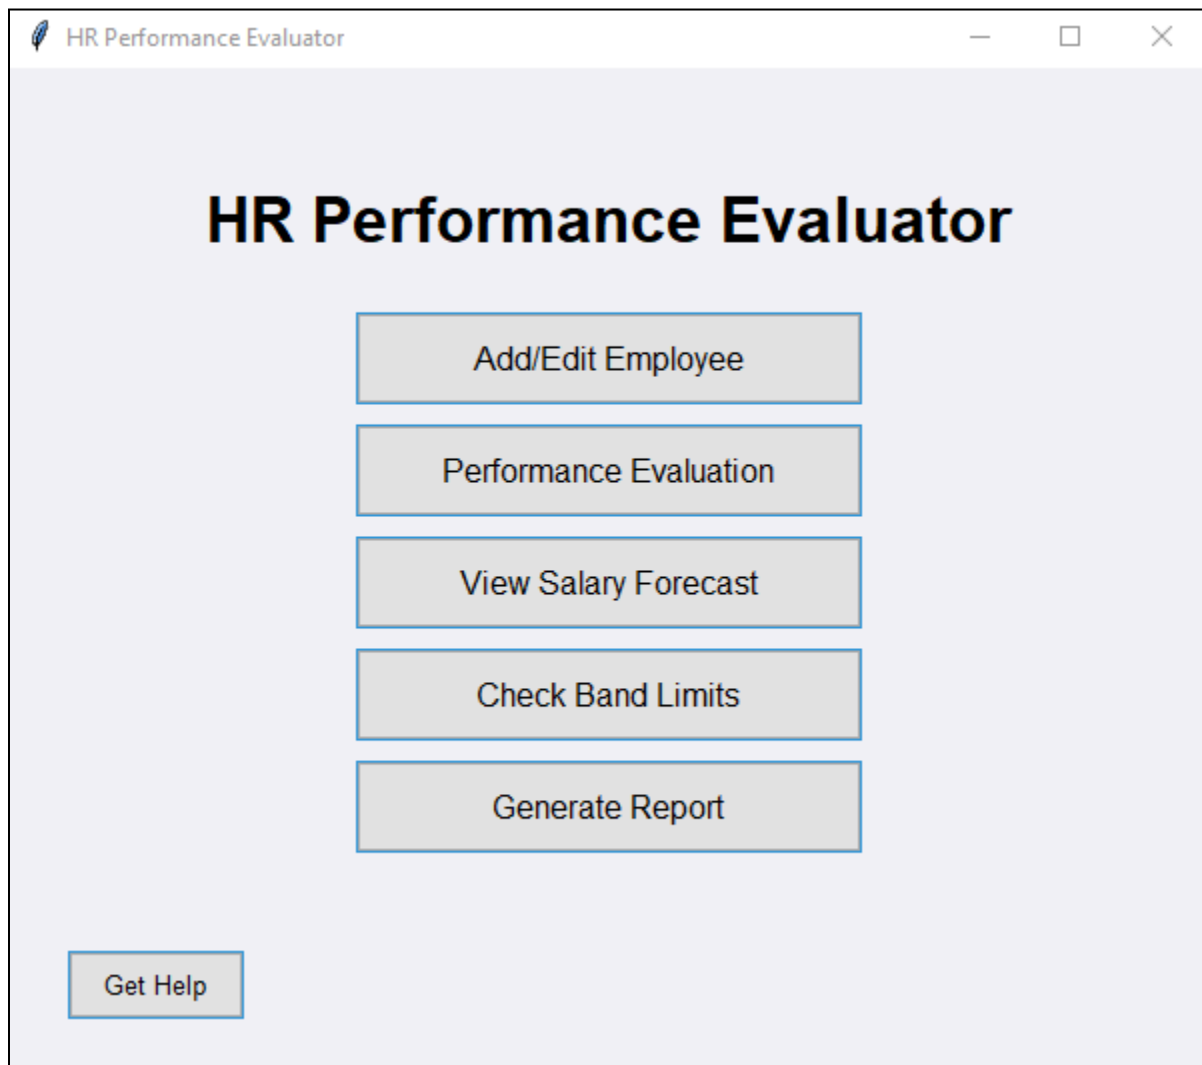 HR Performance Evaluator
HR Performance Evaluator
Add/Edit Employee
Performance Evaluation
View Salary Forecast
Check Band Limits
Generate Report
Get Help